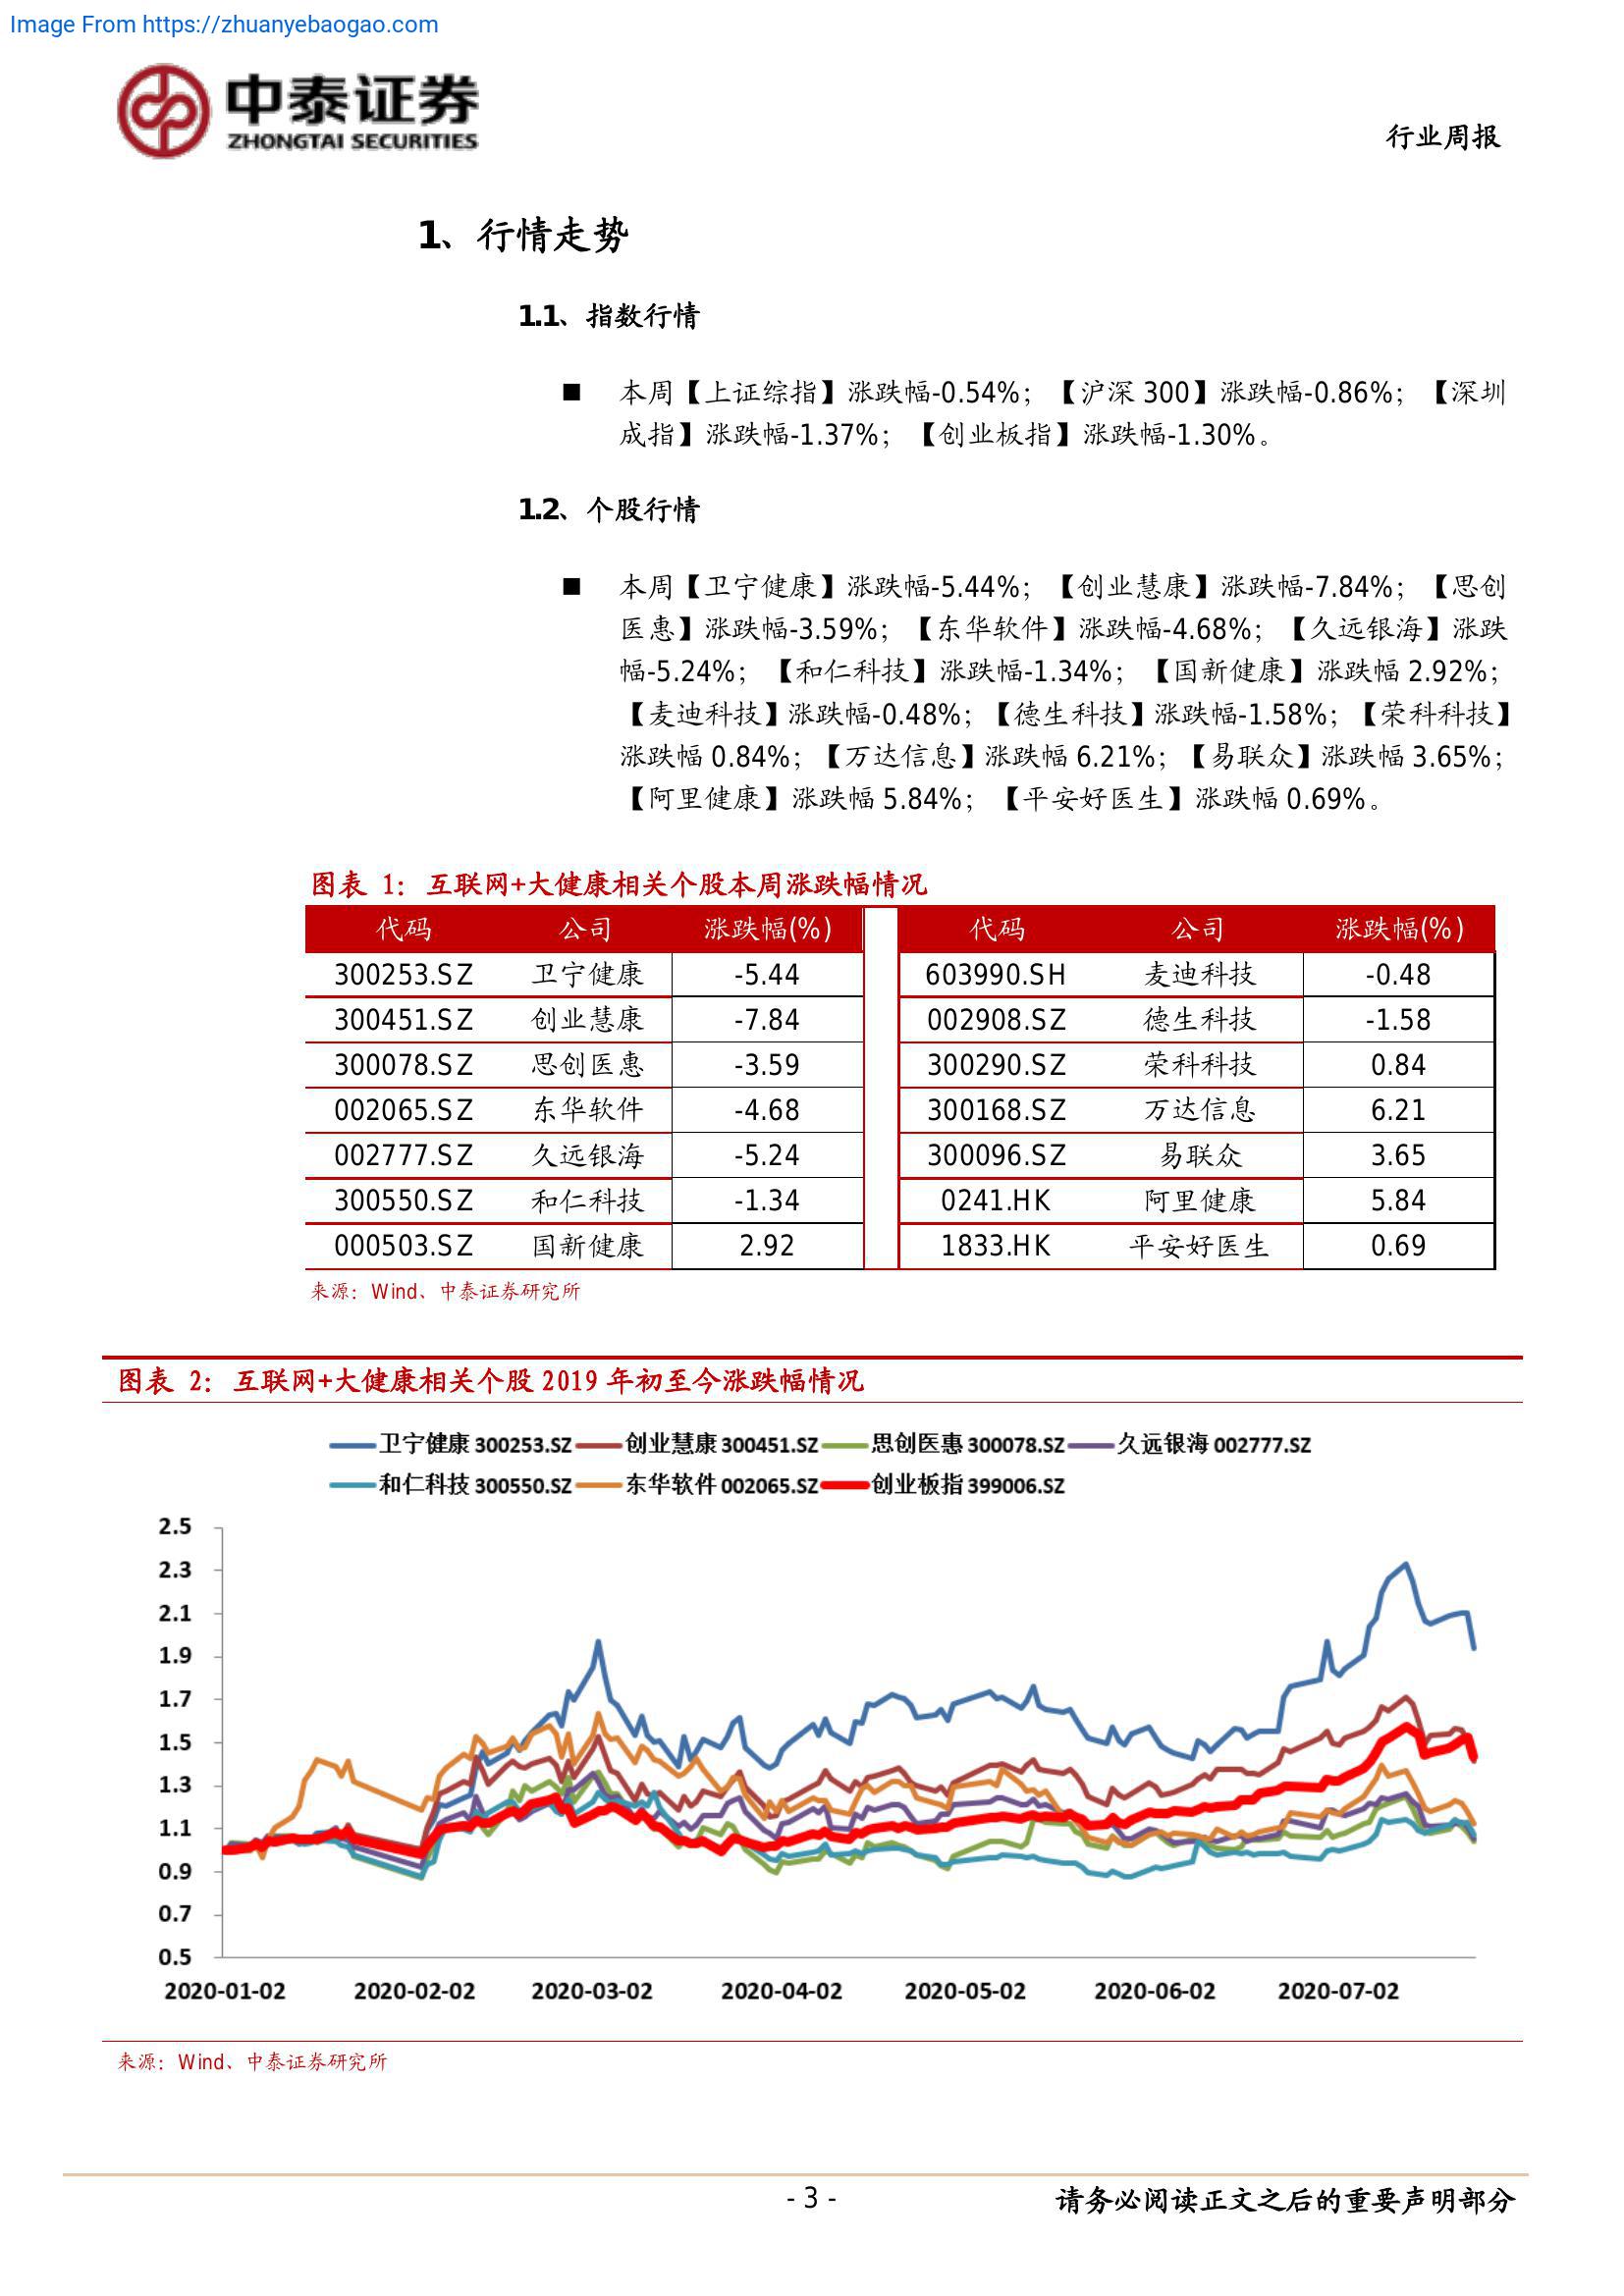 Image From https://zhuanyebaogao.com
中泰证券
ZHONGTAI SECURITIES
行业周报
1、行情走势
1.1、指数行情
■ 本周【上证综指】涨跌幅-0.54%；【沪深 300】涨跌幅-0.86%；【深圳
成指】涨跌幅-1.37%；【创业板指】涨跌幅-1.30%。
1.2、个股行情
■ 本周【卫宁健康】涨跌幅-5.44%；【创业慧康】涨跌幅-7.84%；【思创
医惠】涨跌幅-3.59%；【东华软件】涨跌幅-4.68%；【久远银海】涨跌
幅-5.24%；【和仁科技】涨跌幅-1.34%；【国新健康】涨跌幅 2.92%；
【麦迪科技】涨跌幅-0.48%；【德生科技】涨跌幅-1.58%；【荣科科技】
涨跌幅 0.84%；【万达信息】涨跌幅 6.21%；【易联众】涨跌幅 3.65%；
【阿里健康】涨跌幅 5.84%；【平安好医生】涨跌幅 0.69%。
图表 1：互联网+大健康相关个股本周涨跌幅情况
代码 公司 涨跌幅(%) 代码 公司 涨跌幅(%)
300253.SZ 卫宁健康 -5.44 603990.SH 麦迪科技 -0.48
300451.SZ 创业慧康 -7.84 002908.SZ 德生科技 -1.58
300078.SZ 思创医惠 -3.59 300290.SZ 荣科科技 0.84
002065.SZ 东华软件 -4.68 300168.SZ 万达信息 6.21
002777.SZ 久远银海 -5.24 300096.SZ 易联众 3.65
300550.SZ 和仁科技 -1.34 0241.HK 阿里健康 5.84
000503.SZ 国新健康 2.92 1833.HK 平安好医生 0.69
来源：Wind、中泰证券研究所
图表 2：互联网+大健康相关个股 2019 年初至今涨跌幅情况
卫宁健康 300253.SZ 创业慧康 300451.SZ 思创医惠 300078.SZ 久远银海 002777.SZ
和仁科技 300550.SZ 东华软件 002065.SZ 创业板指 399006.SZ
2.5
2.3
2.1
1.9
1.7
1.5
1.3
1.1
0.9
0.7
0.5
2020-01-02 2020-02-02 2020-03-02 2020-04-02 2020-05-02 2020-06-02 2020-07-02
来源：Wind、中泰证券研究所
- 3 - 请务必阅读正文之后的重要声明部分